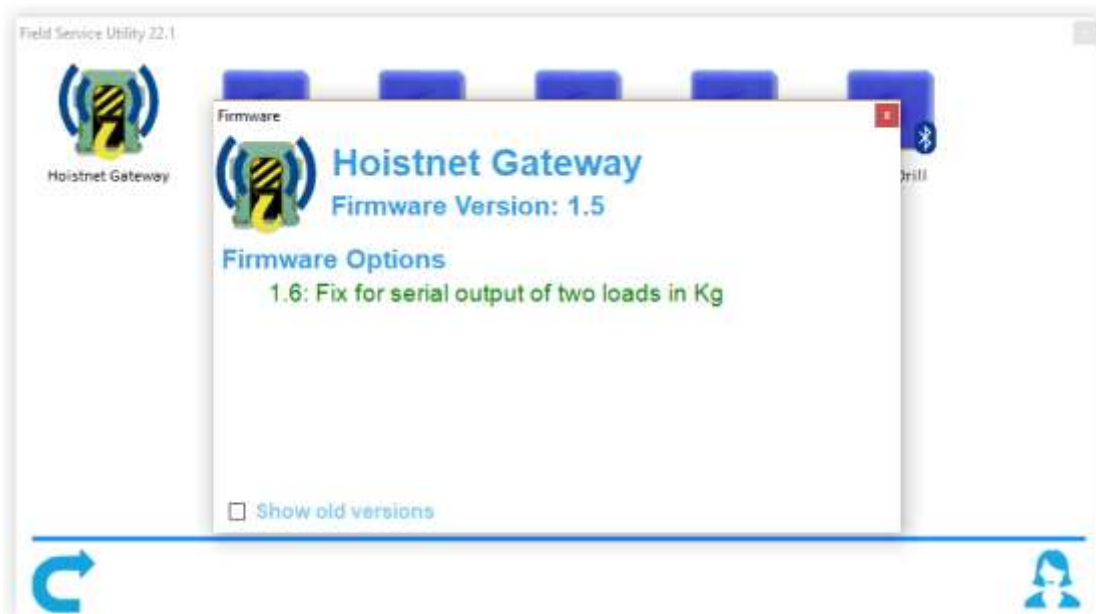 Field Service Utility 22.1
Hoistnet Gateway
Firmware
Hoistnet Gateway
Firmware Version: 1.5
Firmware Options
1.6: Fix for serial output of two loads in Kg
Show old versions